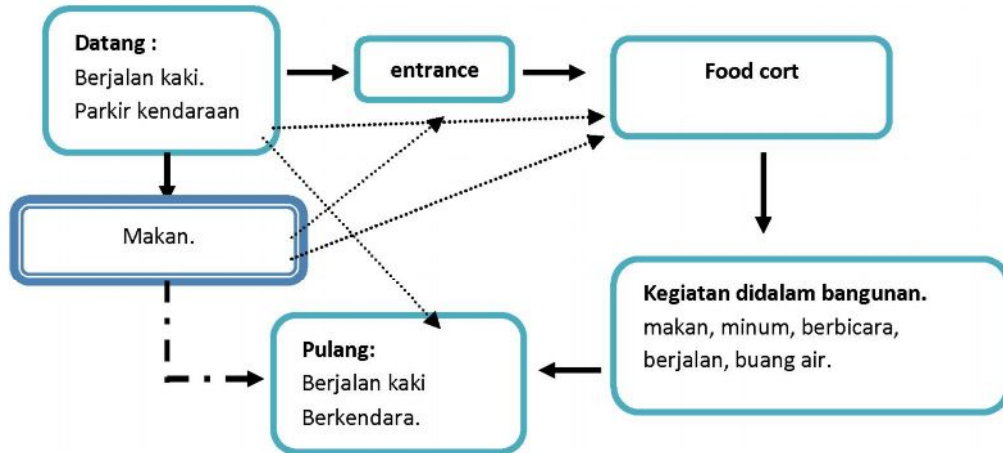 Datang :
Berjalan kaki.
Parkir kendaraan
entrance
Food cort
Makan.
Kegiatan didalam bangunan.
makan, minum, berbicara,
berjalan, buang air.
Pulang:
Berjalan kaki
Berkendara.